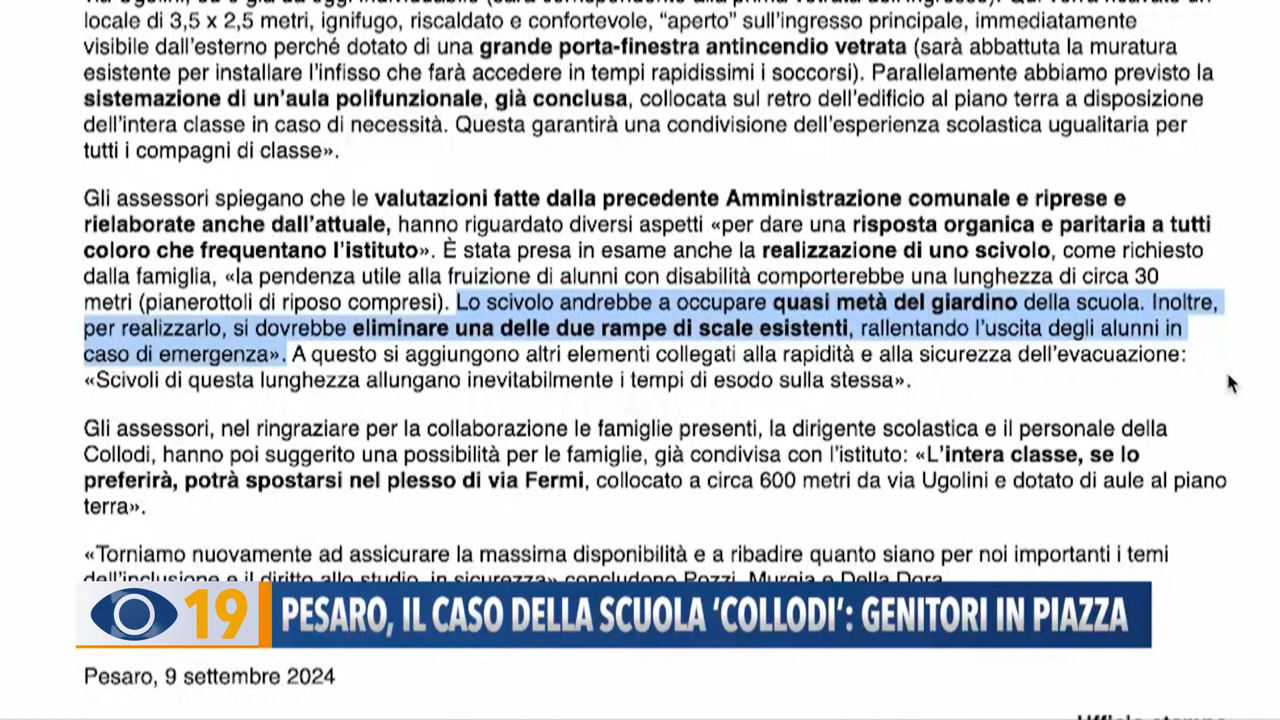 locale di 3,5 x 2,5 metri, ignifugo, riscaldato e confortevole, “aperto” sull’ingresso principale, immediatamente
visibile dall’esterno perché dotato di una grande porta-finestra antincendio vetrata (sarà abbattuta la muratura
esistente per installare l’infisso che farà accedere in tempi rapidissimi i soccorsi). Parallelamente abbiamo previsto la
sistemazione di un’aula polifunzionale, già conclusa, collocata sul retro dell’edificio al piano terra a disposizione
dell’intera classe in caso di necessità. Questa garantirà una condivisione dell’esperienza scolastica ugualitaria per
tutti i compagni di classe».
Gli assessori spiegano che le valutazioni fatte dalla precedente Amministrazione comunale e riprese e
rielaborate anche dall’attuale, hanno riguardato diversi aspetti «per dare una risposta organica e paritaria a tutti
coloro che frequentano l’istituto». È stata presa in esame anche la realizzazione di uno scivolo, come richiesto
dalla famiglia, «la pendenza utile alla fruizione di alunni con disabilità comporterebbe una lunghezza di circa 30
metri (pianerottoli di riposo compresi). Lo scivolo andrebbe a occupare quasi metà del giardino della scuola. Inoltre,
per realizzarlo, si dovrebbe eliminare una delle due rampe di scale esistenti, rallentando l’uscita degli alunni in
caso di emergenza». A questo si aggiungono altri elementi collegati alla rapidità e alla sicurezza dell’evacuazione:
«Scivoli di questa lunghezza allungano inevitabilmente i tempi di esodo sulla stessa».
Gli assessori, nel ringraziare per la collaborazione le famiglie presenti, la dirigente scolastica e il personale della
Collodi, hanno poi suggerito una possibilità per le famiglie, già condivisa con l’istituto: «L’intera classe, se lo
preferirà, potrà spostarsi nel plesso di via Fermi, collocato a circa 600 metri da via Ugolini e dotato di aule al piano
terra».
«Torniamo nuovamente ad assicurare la massima disponibilità e a ribadire quanto siano per noi importanti i temi
dell’inclusione e il diritto allo studio, in sicurezza» concludono Pozzi, Murgia e Della Dora.
19 PESARO, IL CASO DELLA SCUOLA 'COLLODI': GENITORI IN PIAZZA
Pesaro, 9 settembre 2024